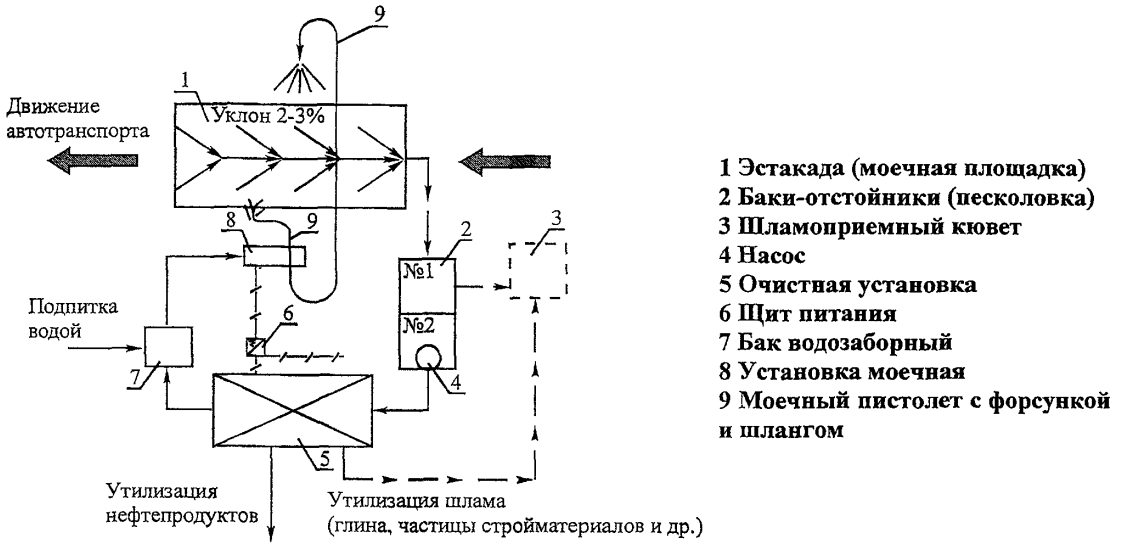 9
1
Движение
автотранспорта
Уклон 2-3%
8
9
2
3
№1
№2
Подпитка
водой
6
7
4
5
Утилизация
нефтепродуктов
Утилизация шлама
(глина, частицы стройматериалов и др.)
1 Эстакада (моечная площадка)
2 Баки-отстойники (песколовка)
3 Шламоприемный кювет
4 Насос
5 Очистная установка
6 Щит питания
7 Бак водозаборный
8 Установка моечная
9 Моечный пистолет с форсункой
и шлангом